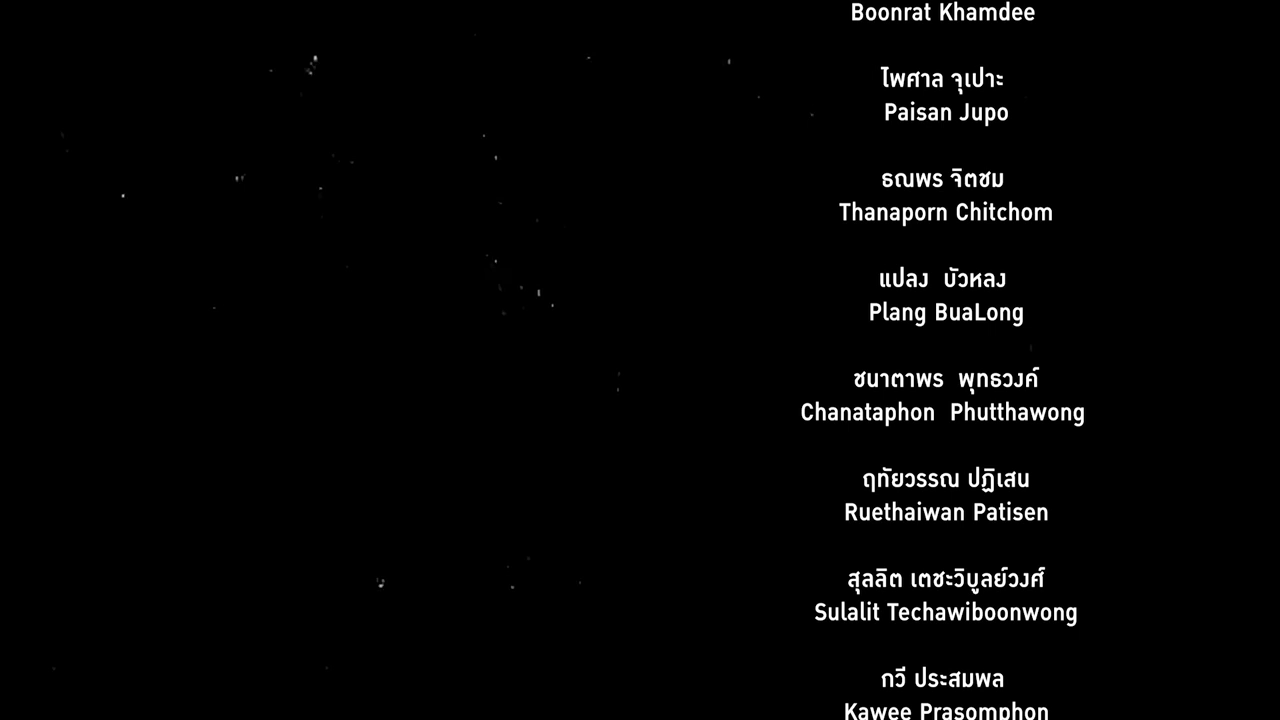 Boonrat Khamdee
ไพศาล จุเปาะ
Paisan Jupo
ธณพร จิตชม
Thanaporn Chitchom
แปลง  บัวหลง
Plang BuaLong
ชนาตาพร  พุทธวงค์
Chanataphon  Phutthawong
ฤทัยวรรณ ปฏิเสน
Ruethaiwan Patisen
สุลลิต เตชะวิบูลย์วงศ์
Sulalit Techawiboonwong
กวี ประสมพล
Kawee Prasomphon